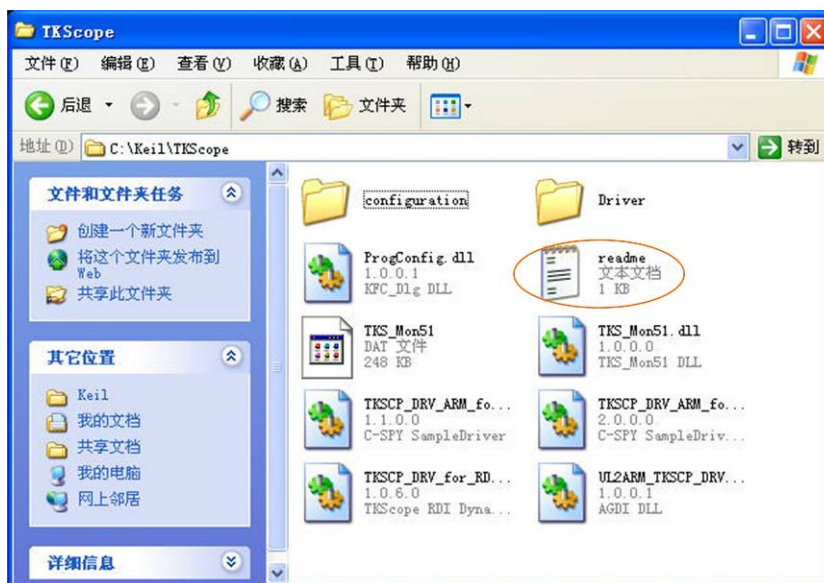 TKScope
文件(F) 编辑(E) 查看(V) 收藏(A) 工具(T) 帮助(H)
后退 搜索 文件夹
地址(D) C:\Keil\TKScope 转到
文件和文件夹任务
创建一个新文件夹
将这个文件夹发布到
Web
共享此文件夹
其它位置
Keil
我的文档
共享文档
我的电脑
网上邻居
详细信息
configuration
Driver
ProgConfig.dll
1.0.0.1
KFC_Dlg DLL
readme
文本文档
1 KB
TKS_Mon51
DAT 文件
248 KB
TKS_Mon51.dll
1.0.0.0
TKS_Mon51 DLL
TKSCP_DRV_ARM_fo...
1.1.0.0
C-SPY SampleDriver
TKSCP_DRV_ARM_fo...
2.0.0.0
C-SPY SampleDriv...
TKSCP_DRV_for_RD...
1.0.6.0
TKScope RDI Dyna...
UL2ARM_TKSCP_DRV...
1.0.0.1
AGDI DLL